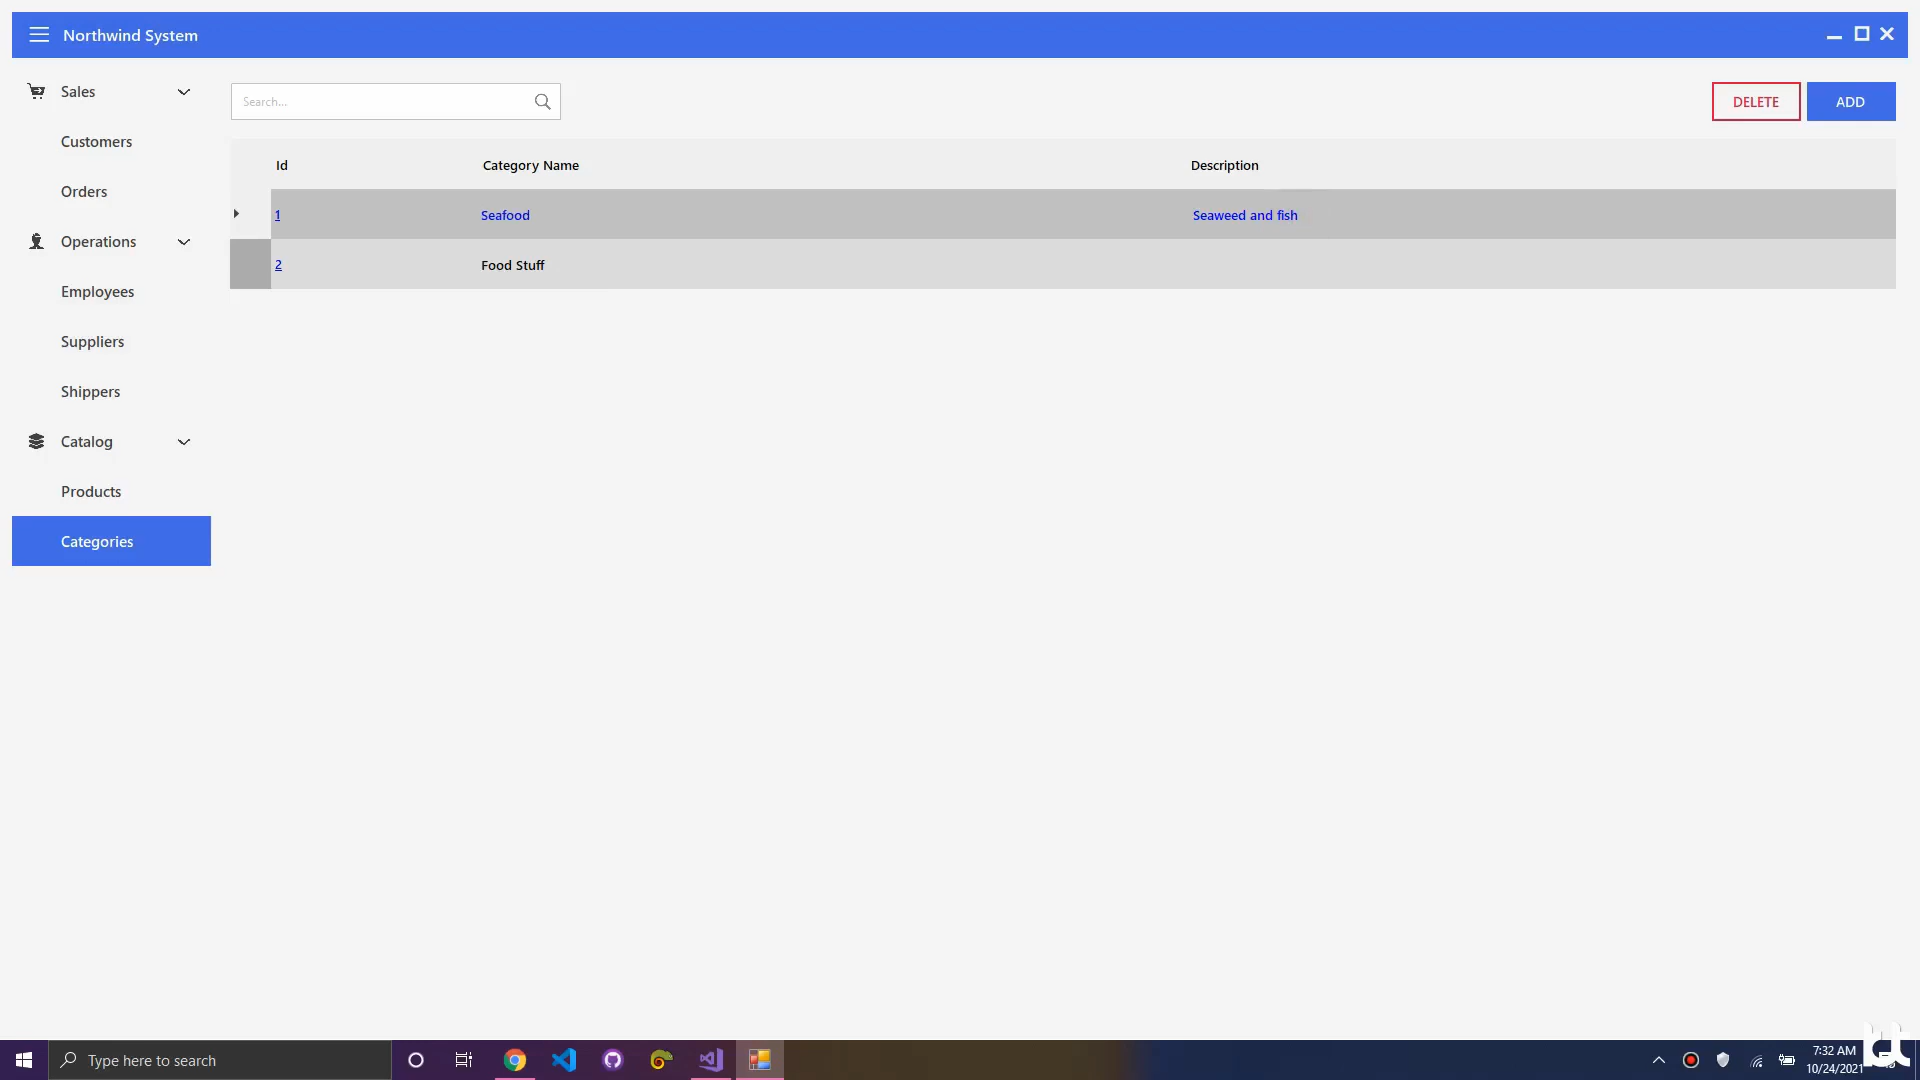 Northwind System
Sales
Customers
Orders
Operations
Employees
Suppliers
Shippers
Catalog
Products
Categories
Search...
DELETE
ADD
Id Category Name Description
1 Seafood Seaweed and fish
2 Food Stuff
Type here to search
7:32 AM
10/24/2021